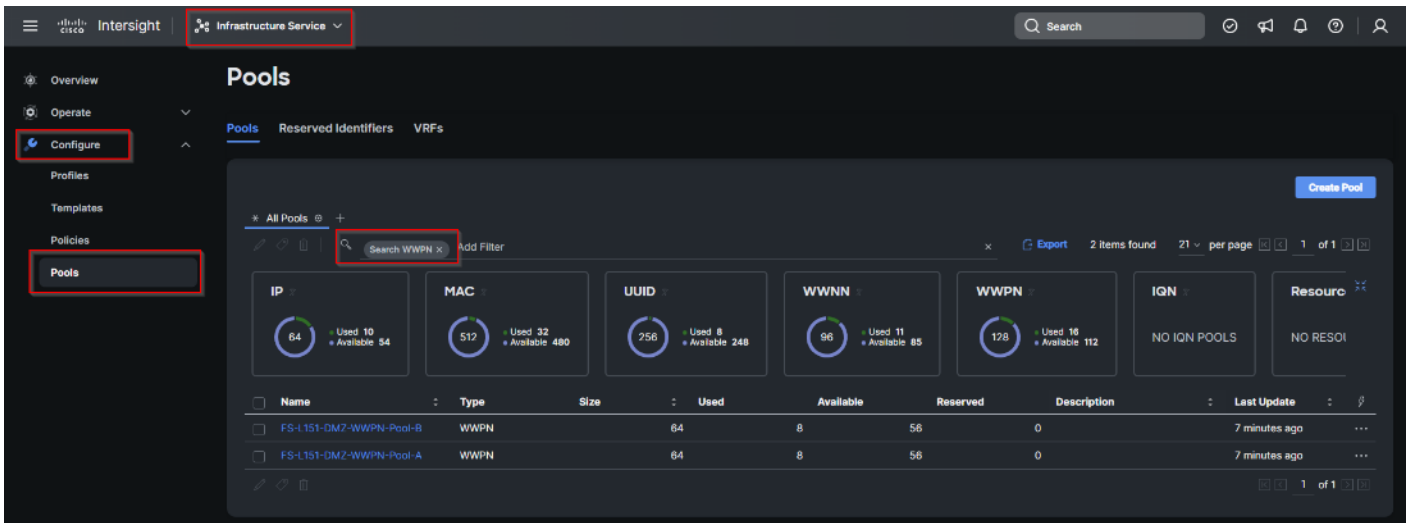 cisco Intersight Infrastructure Service Search
Overview
Operate
Configure
Profiles
Templates
Policies
Pools
Pools
Pools Reserved Identifiers VRFs
Create Pool
All Pools
Search WWPN × Add Filter × Export 2 items found 21 per page 1 of 1
IP MAC UUID WWNN WWPN IQN Resourc
64 Used 10 512 Used 32 256 Used 8 96 Used 11 128 Used 16 NO IQN POOLS NO RESOU
Available 54 Available 480 Available 248 Available 85 Available 112
Name Type Size Used Available Reserved Description Last Update
FS-L151-DMZ-WWPN-Pool-B WWPN 64 8 56 0 7 minutes ago ...
FS-L151-DMZ-WWPN-Pool-A WWPN 64 8 56 0 7 minutes ago ...
1 of 1